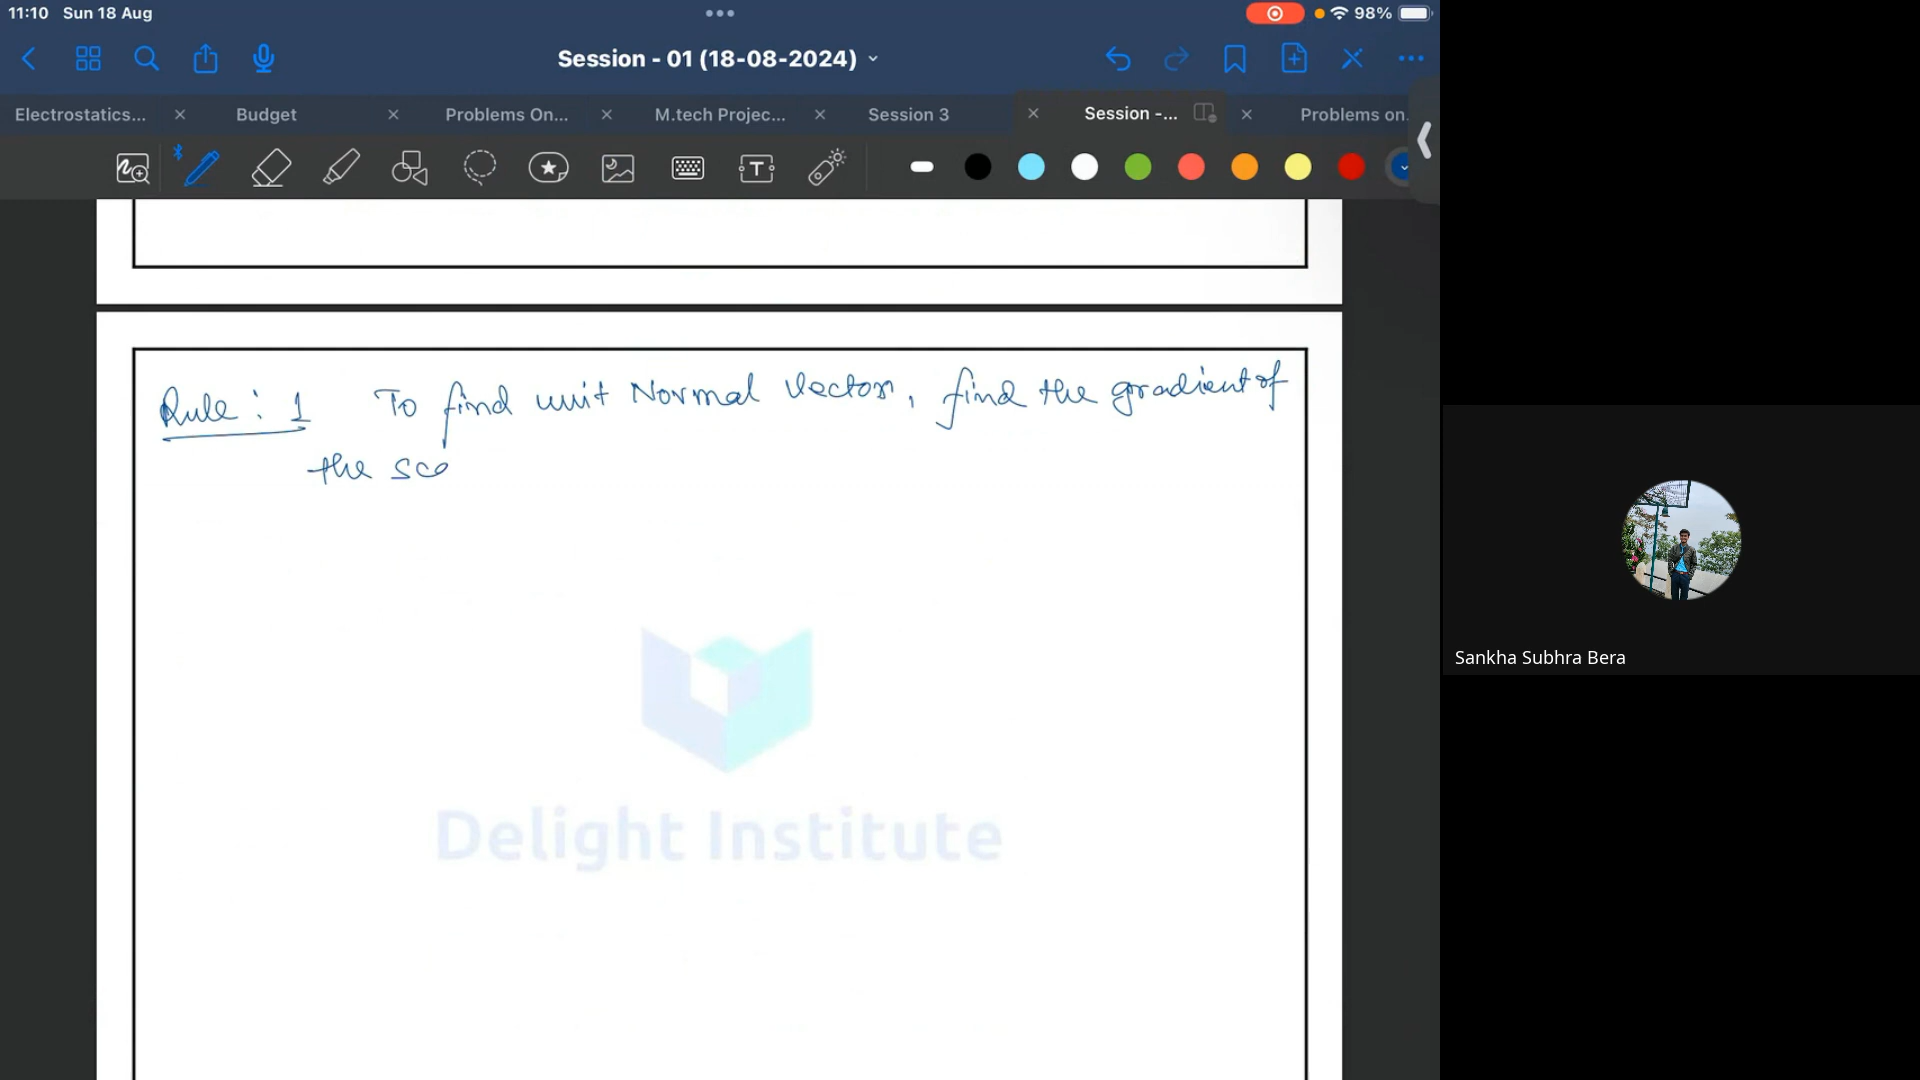 11:10 Sun 18 Aug
98%
Session - 01 (18-08-2024)
Electrostatics... Budget Problems On... M.tech Projec... Session 3 Session -... Problems on.
Rule : 1 To find unit Normal Vector, find the gradient of
the sca
Delight Institute
Sankha Subhra Bera